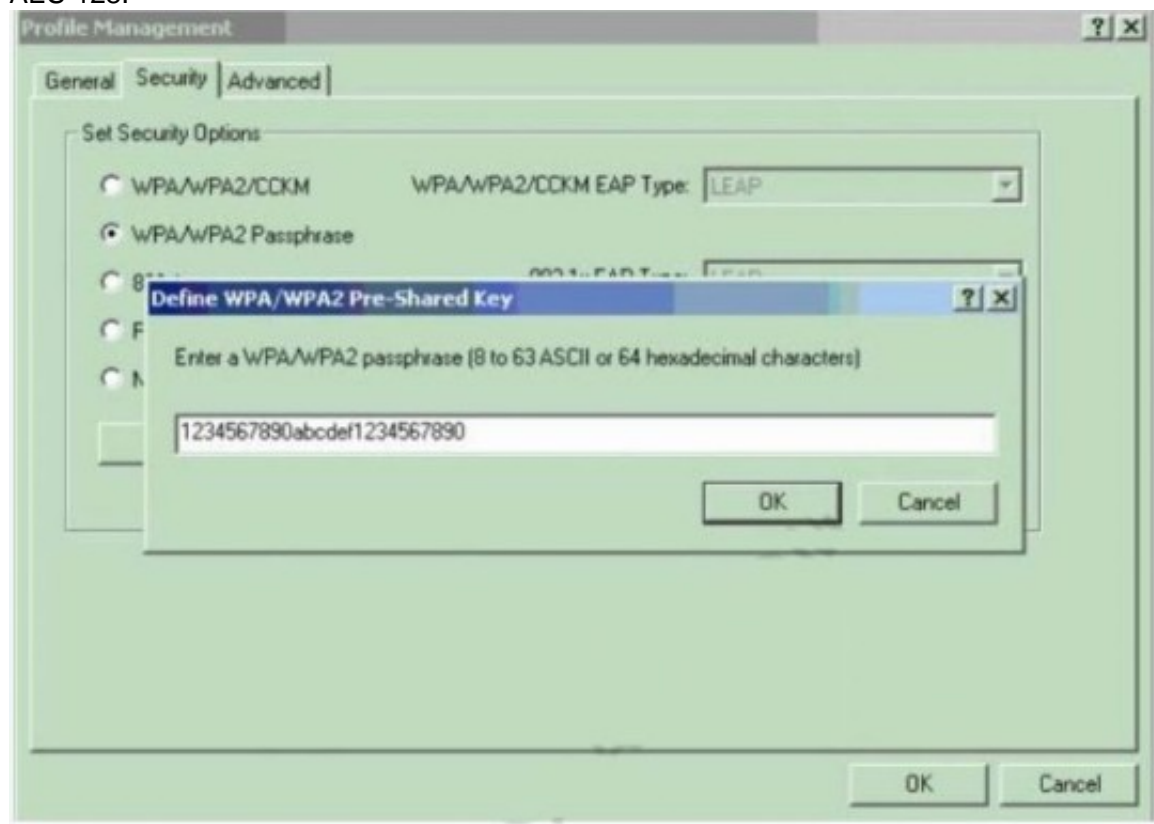 Profile Management
General Security Advanced
Set Security Options
WPA/WPA2/CCKM WPA/WPA2/CCKM EAP Type: LEAP
WPA/WPA2 Passphrase
Define WPA/WPA2 Pre-Shared Key
Enter a WPA/WPA2 passphrase (8 to 63 ASCII or 64 hexadecimal characters)
1234567890abcdef1234567890
OK Cancel
OK Cancel